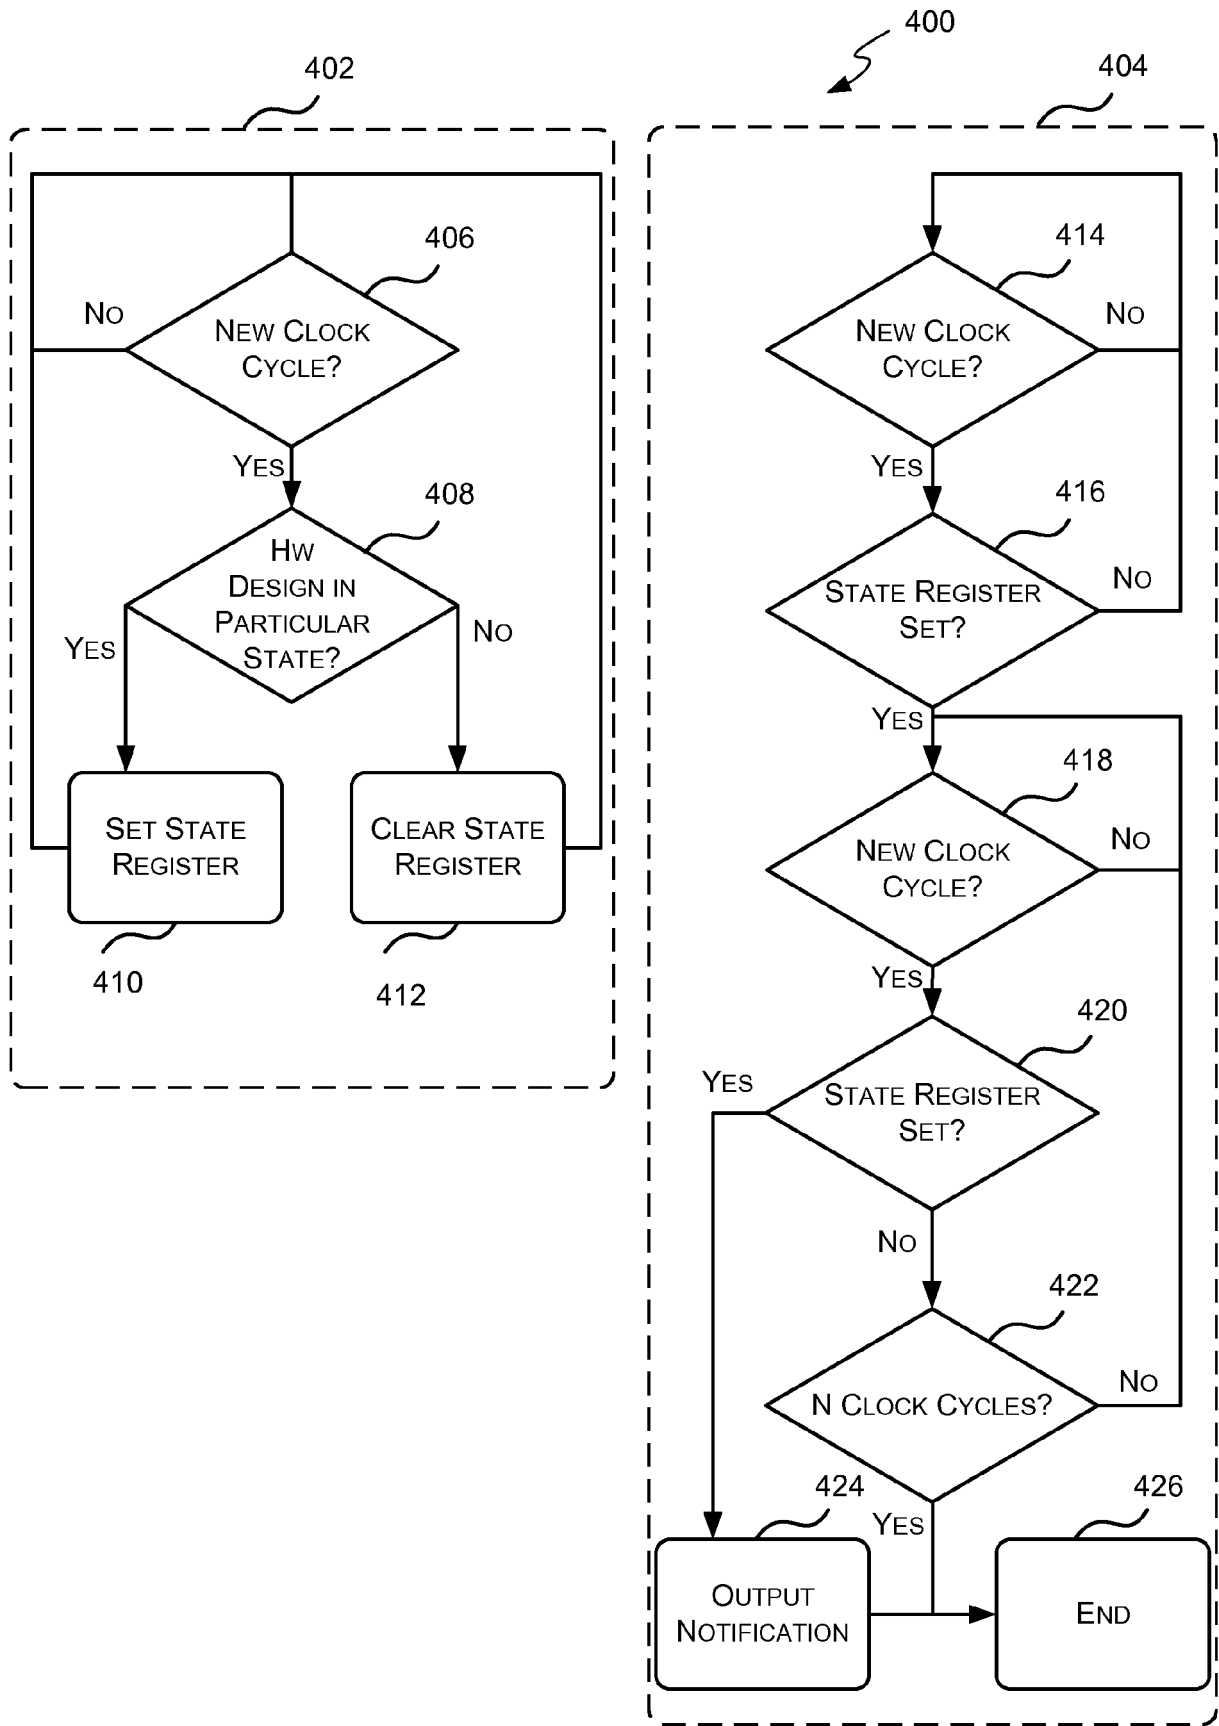 400
402
404
406
NO
NEW CLOCK
CYCLE?
YES
408
HW
DESIGN IN
PARTICULAR
STATE?
YES
NO
SET STATE
REGISTER
CLEAR STATE
REGISTER
410
412
414
NEW CLOCK
CYCLE?
NO
YES
416
STATE REGISTER
SET?
NO
YES
418
NEW CLOCK
CYCLE?
NO
YES
420
STATE REGISTER
SET?
YES
NO
422
N CLOCK CYCLES?
NO
YES
424
426
OUTPUT
NOTIFICATION
END